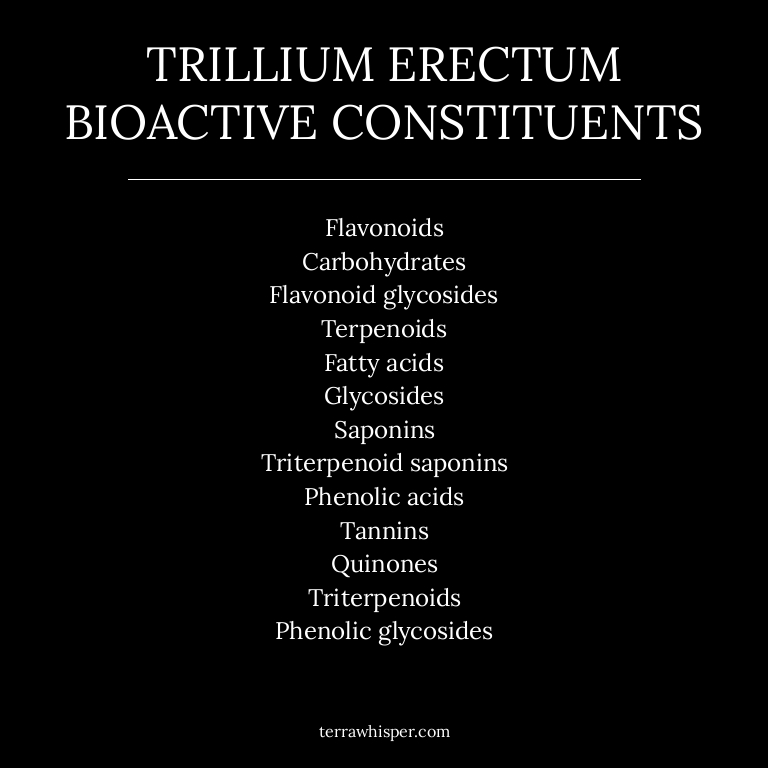 TRILLIUM ERECTUM
BIOACTIVE CONSTITUENTS
Flavonoids
Carbohydrates
Flavonoid glycosides
Terpenoids
Fatty acids
Glycosides
Saponins
Triterpenoid saponins
Phenolic acids
Tannins
Quinones
Triterpenoids
Phenolic glycosides
terrawhisper.com